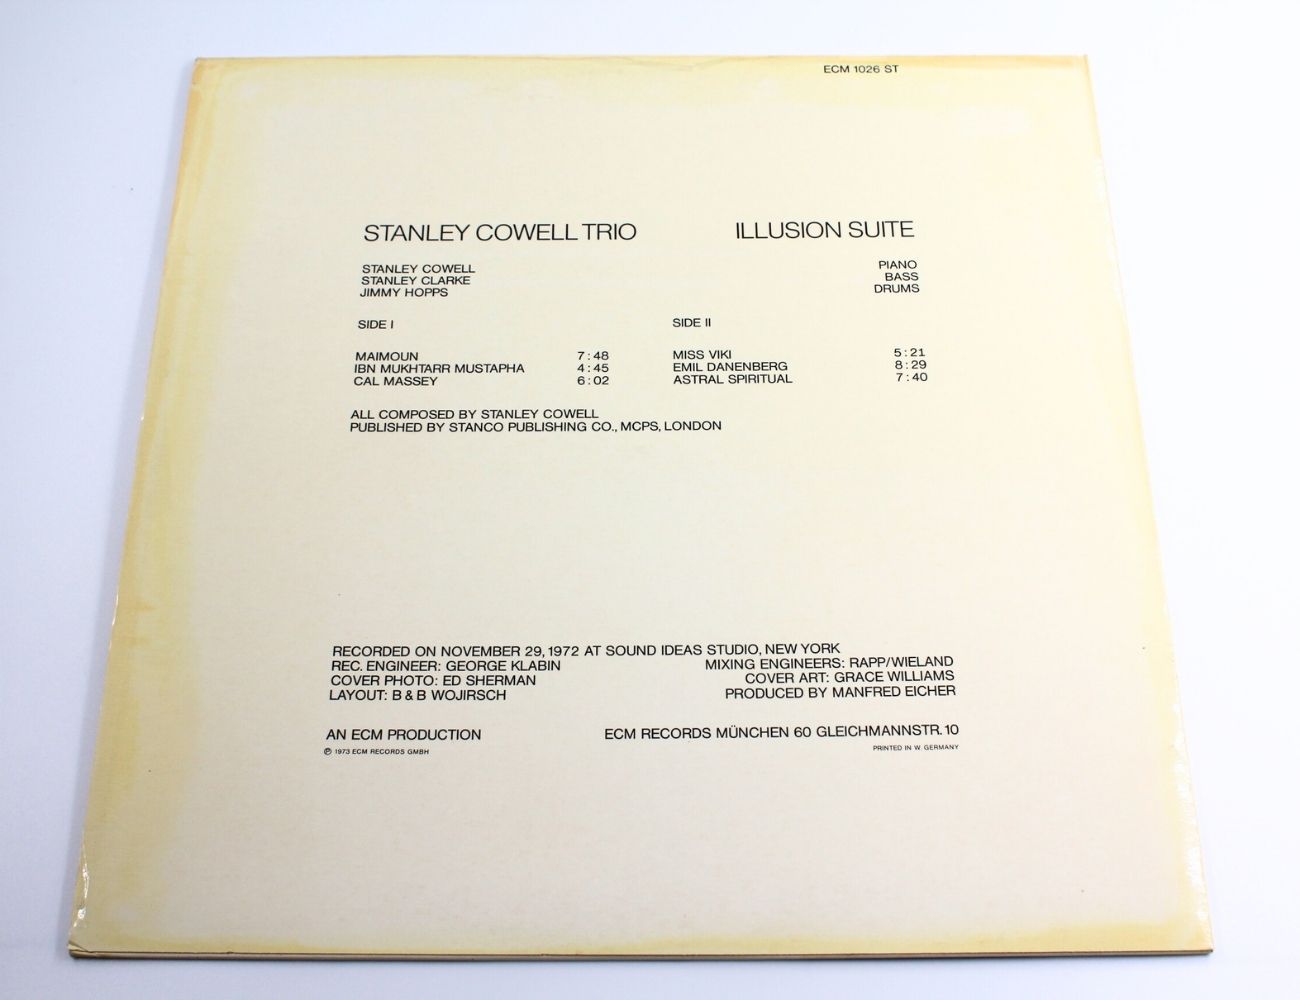 ECM 1026 ST
STANLEY COWELL TRIO ILLUSION SUITE
STANLEY COWELL PIANO
STANLEY CLARKE BASS
JIMMY HOPPS DRUMS
SIDE I SIDE II
MAIMOUN 7:48 MISS VIKI 5:21
IBN MUKHTARR MUSTAPHA 4:45 EMIL DANENBERG 8:29
CAL MASSEY 6:02 ASTRAL SPIRITUAL 7:40
ALL COMPOSED BY STANLEY COWELL
PUBLISHED BY STANCO PUBLISHING CO., MCPS, LONDON
RECORDED ON NOVEMBER 29, 1972 AT SOUND IDEAS STUDIO, NEW YORK
REC. ENGINEER: GEORGE KLABIN MIXING ENGINEERS: RAPP/WIELAND
COVER PHOTO: ED SHERMAN COVER ART: GRACE WILLIAMS
LAYOUT: B & B WOJIRSCH PRODUCED BY MANFRED EICHER
AN ECM PRODUCTION ECM RECORDS MÜNCHEN 60 GLEICHMANNSTR. 10
℗ 1973 ECM RECORDS GMBH PRINTED IN W. GERMANY